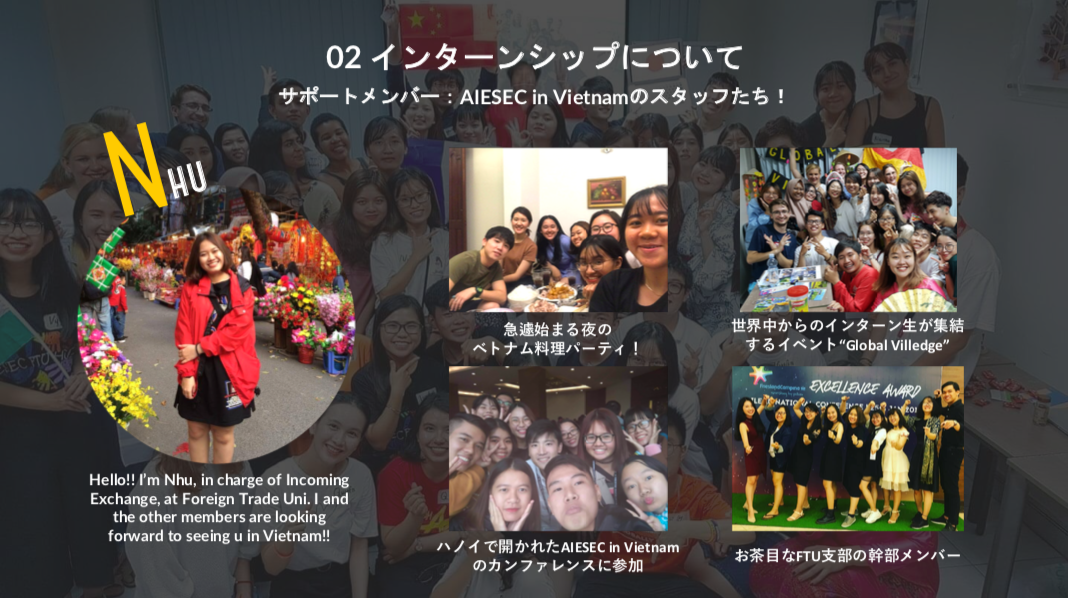 02 インターンシップについて
サポートメンバー：AIESEC in Vietnamのスタッフたち！
NHU
GLOBAL
急遽始まる夜の
ベトナム料理パーティ！
世界中からのインターン生が集結
するイベント“Global Villedge”
EXCELLENCE AWARD
Hello!! I’m Nhu, in charge of Incoming
Exchange, at Foreign Trade Uni. I and
the other members are looking
forward to seeing u in Vietnam!!
ハノイで開かれたAIESEC in Vietnam
のカンファレンスに参加
お茶目なFTU支部の幹部メンバー